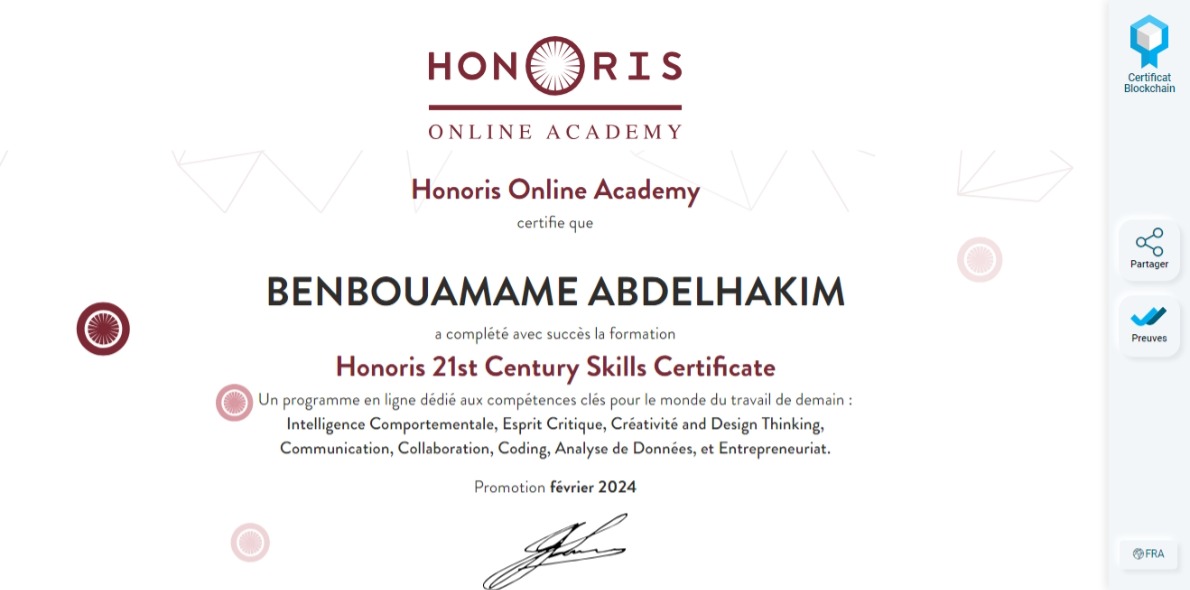 HONORIS
ONLINE ACADEMY
Honoris Online Academy
certifie que
BENBOUAMAME ABDELHAKIM
a complété avec succès la formation
Honoris 21st Century Skills Certificate
Un programme en ligne dédié aux compétences clés pour le monde du travail de demain :
Intelligence Comportementale, Esprit Critique, Créativité and Design Thinking,
Communication, Collaboration, Coding, Analyse de Données, et Entrepreneuriat.
Promotion février 2024
Certificat
Blockchain
Partager
Preuves
FRA